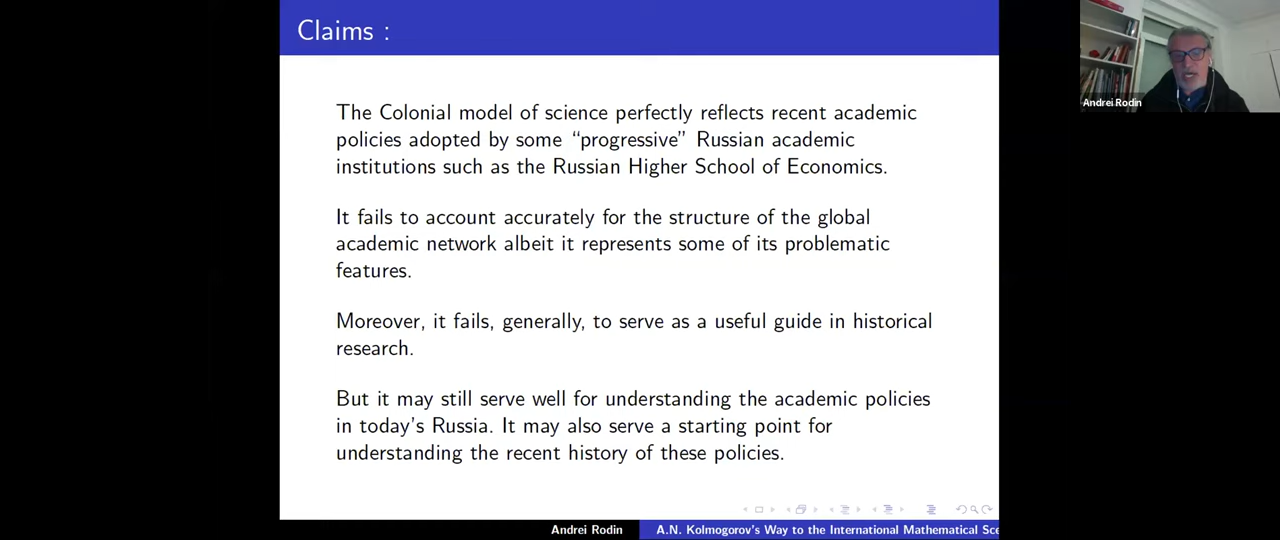 Claims :
Andrei Rodin
The Colonial model of science perfectly reflects recent academic
policies adopted by some “progressive” Russian academic
institutions such as the Russian Higher School of Economics.
It fails to account accurately for the structure of the global
academic network albeit it represents some of its problematic
features.
Moreover, it fails, generally, to serve as a useful guide in historical
research.
But it may still serve well for understanding the academic policies
in today’s Russia. It may also serve a starting point for
understanding the recent history of these policies.
Andrei Rodin
A.N. Kolmogorov’s Way to the International Mathematical Sce